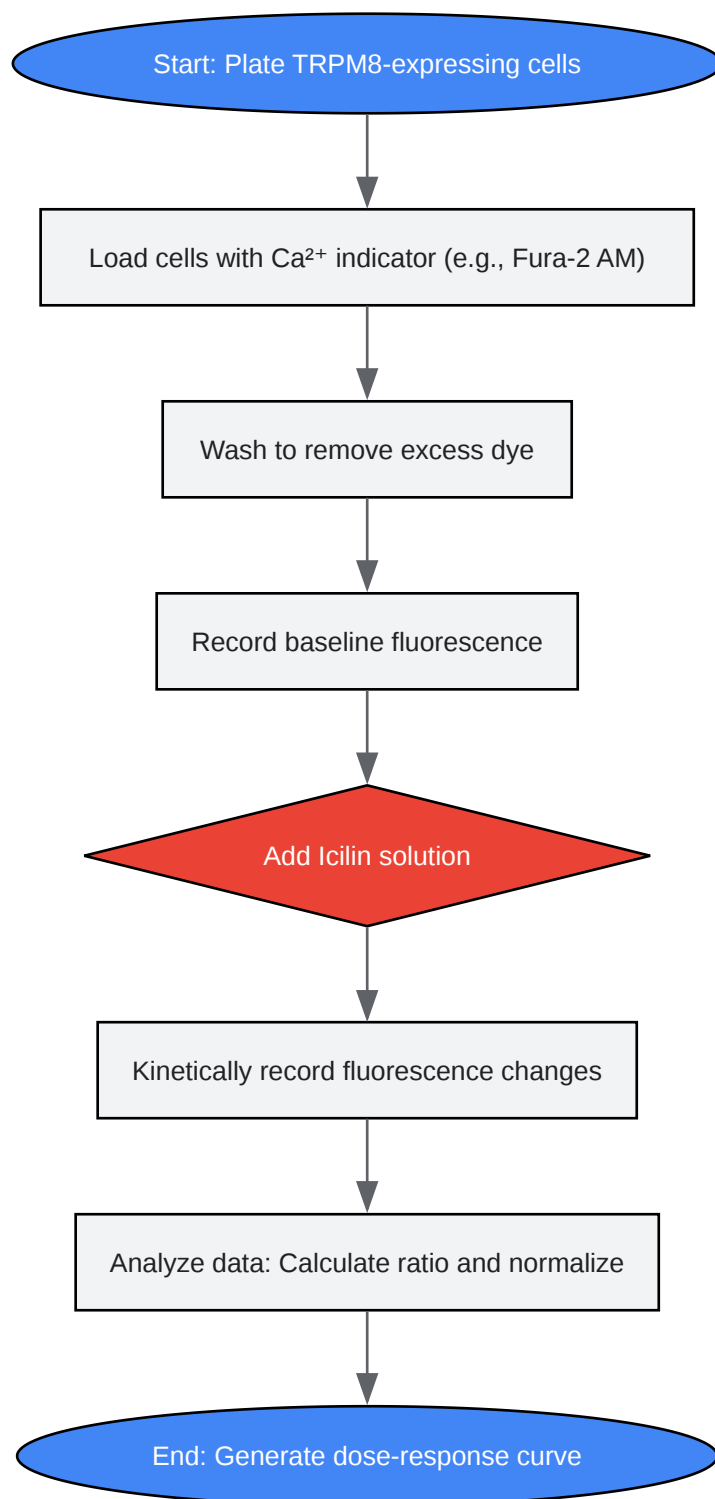 Start: Plate TRPM8-expressing cells
Load cells with Ca²⁺ indicator (e.g., Fura-2 AM)
Wash to remove excess dye
Record baseline fluorescence
Add Icilin solution
Kinetically record fluorescence changes
Analyze data: Calculate ratio and normalize
End: Generate dose-response curve